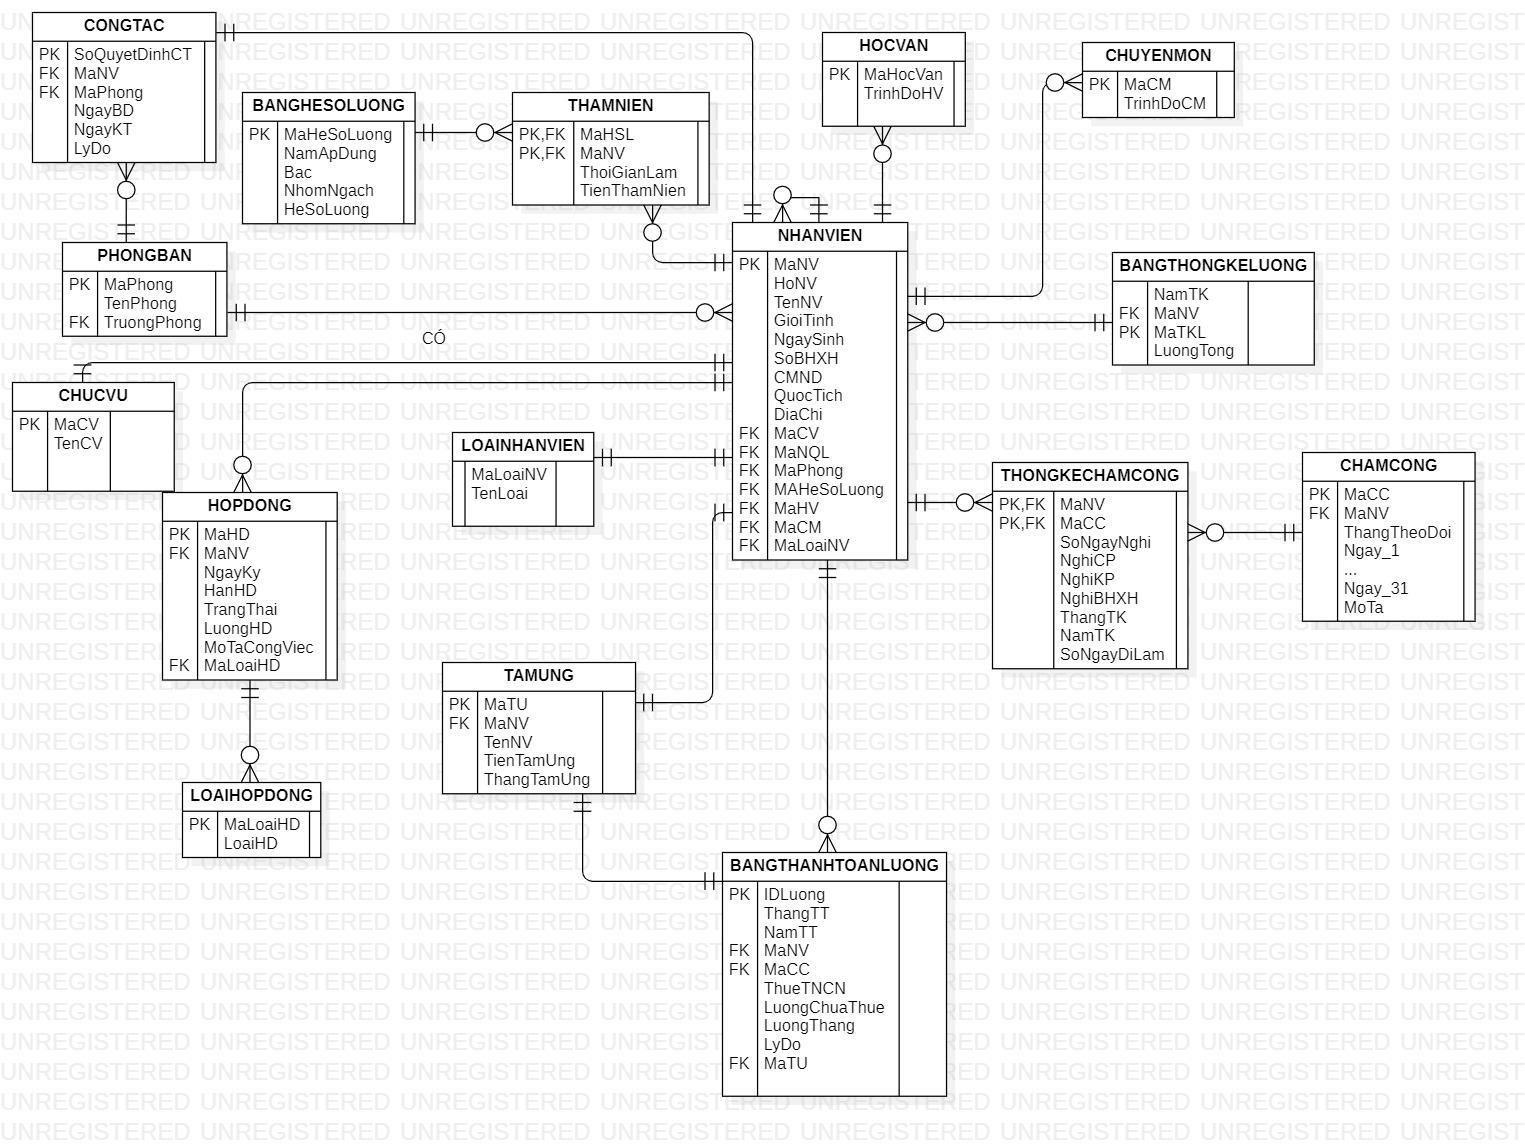 CONGTAC
PK SoQuyetDinhCT
FK MaNV
FK MaPhong
NgayBD
NgayKT
LyDo
BANGHESOLUONG
PK MaHeSoLuong
NamApDung
Bac
NhomNgach
HeSoLuong
THAMNIEN
PK,FK MaHSL
PK,FK MaNV
ThoiGianLam
TienThamNien
HOCVAN
PK MaHocVan
TrinhDoHV
CHUYENMON
PK MaCM
TrinhDoCM
PHONGBAN
PK MaPhong
TenPhong
FK TruongPhong
NHANVIEN
PK MaNV
HoNV
TenNV
GioiTinh
NgaySinh
SoBHXH
CMND
QuocTich
DiaChi
FK MaCV
FK MaNQL
FK MaPhong
FK MAHeSoLuong
FK MaHV
FK MaCM
FK MaLoaiNV
BANGTHONGKELUONG
NamTK
FK MaNV
PK MaTKL
LuongTong
CÓ
CHUCVU
PK MaCV
TenCV
LOAINHANVIEN
MaLoaiNV
TenLoai
HOPDONG
PK MaHD
FK MaNV
NgayKy
HanHD
TrangThai
LuongHD
MoTaCongViec
FK MaLoaiHD
THONGKECHAMCONG
PK,FK MaNV
PK,FK MaCC
SoNgayNghi
NghiCP
NghiKP
NghiBHXH
ThangTK
NamTK
SoNgayDiLam
CHAMCONG
PK MaCC
FK MaNV
ThangTheoDoi
Ngay_1
...
Ngay_31
MoTa
TAMUNG
PK MaTU
FK MaNV
TenNV
TienTamUng
ThangTamUng
LOAIHOPDONG
PK MaLoaiHD
LoaiHD
BANGTHANHTOANLUONG
PK IDLuong
ThangTT
NamTT
FK MaNV
FK MaCC
ThueTNCN
LuongChuaThue
LuongThang
LyDo
FK MaTU
UNREGISTERED